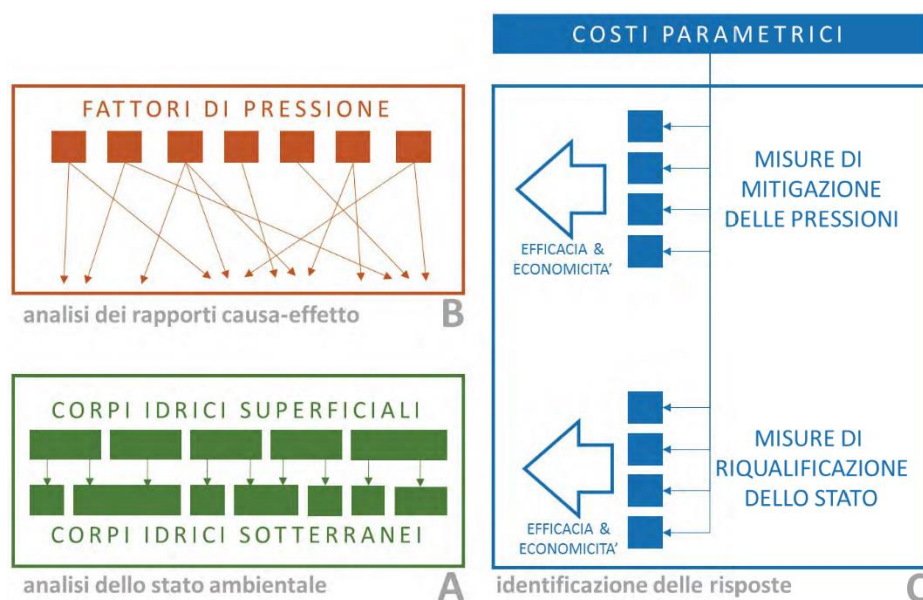 COSTI PARAMETRICI
FATTORI DI PRESSIONE
analisi dei rapporti causa-effetto B
CORPI IDRICI SUPERFICIALI
CORPI IDRICI SOTTERRANEI
analisi dello stato ambientale A
MISURE DI
MITIGAZIONE
DELLE PRESSIONI
EFFICACIA &
ECONOMICITA’
MISURE DI
RIQUALIFICAZIONE
DELLO STATO
EFFICACIA &
ECONOMICITA’
identificazione delle risposte C